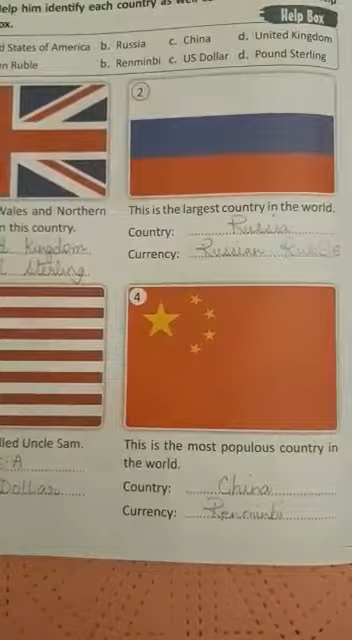 elp him identify each country as well as
Help Box
ox.
d States of America b. Russia c. China d. United Kingdom
n Ruble b. Renminbi c. US Dollar d. Pound Sterling
2
Wales and Northern
n this country.
d Kingdom
d Sterling
This is the largest country in the world.
Country: Russia
Currency: Russian Ruble
4
lled Uncle Sam.
S.A
Dollar
This is the most populous country in
the world.
Country: China
Currency: Renminbi